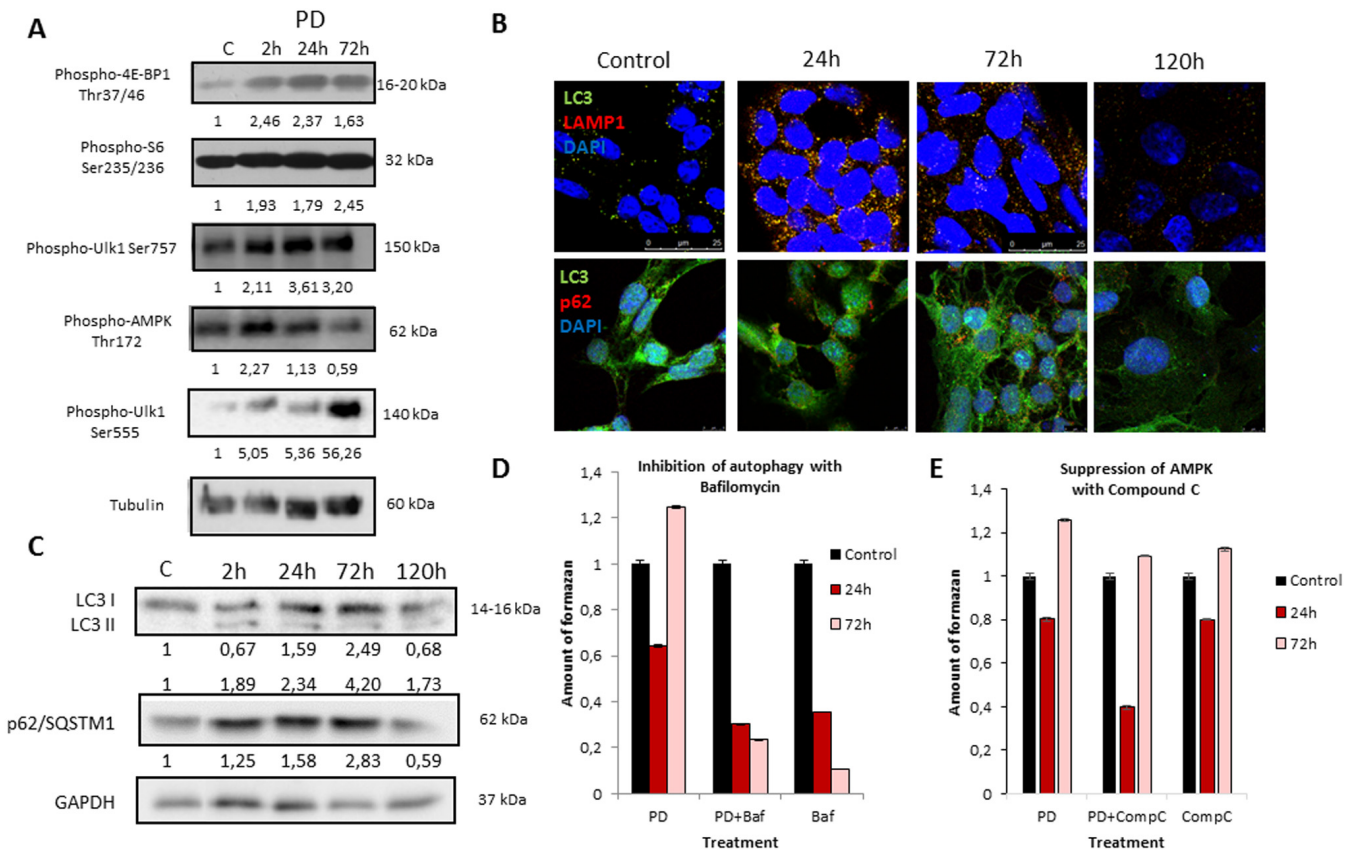 A
PD
C 2h 24h 72h
Phospho-4E-BP1
Thr37/46
16-20 kDa
1 2,46 2,37 1,63
Phospho-S6
Ser235/236
32 kDa
1 1,93 1,79 2,45
Phospho-Ulk1 Ser757
150 kDa
1 2,11 3,61 3,20
Phospho-AMPK
Thr172
62 kDa
1 2,27 1,13 0,59
Phospho-Ulk1
Ser555
140 kDa
1 5,05 5,36 56,26
Tubulin
60 kDa
B
Control 24h 72h 120h
LC3
LAMP1
DAPI
0 µm 25
0 µm 25
LC3
p62
DAPI
C
C 2h 24h 72h 120h
LC3 I
LC3 II
14-16 kDa
1 0,67 1,59 2,49 0,68
1 1,89 2,34 4,20 1,73
p62/SQSTM1
62 kDa
1 1,25 1,58 2,83 0,59
GAPDH
37 kDa
D
Inhibition of autophagy with
Bafilomycin
Amount of formazan
1,4
1,2
1
0,8
0,6
0,4
0,2
0
PD PD+Baf Baf
Treatment
Control
24h
72h
E
Suppression of AMPK
with Compound C
Amount of formazan
1,4
1,2
1
0,8
0,6
0,4
0,2
0
PD PD+CompC CompC
Treatment
Control
24h
72h